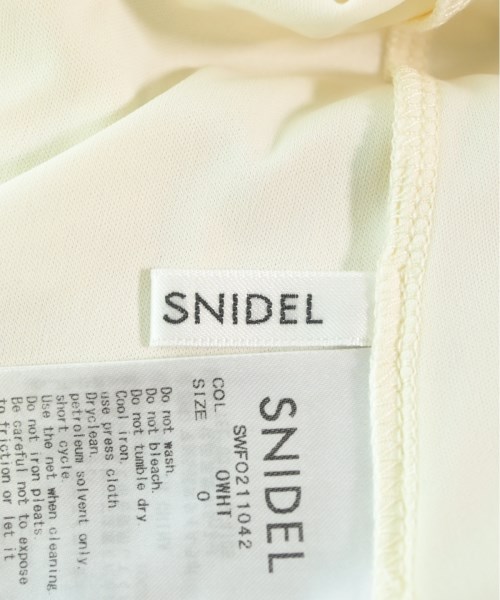 SNIDEL
SNIDEL
SWFO211042
COL OWHT
SIZE 0
Do not wash.
Do not bleach.
Do not tumble dry
Cool iron.
use press cloth
Dryclean.
petroleum solvent only.
short cycle.
Use the net when cleaning
Do not iron pleats.
Be careful not to expose
to friction or let it